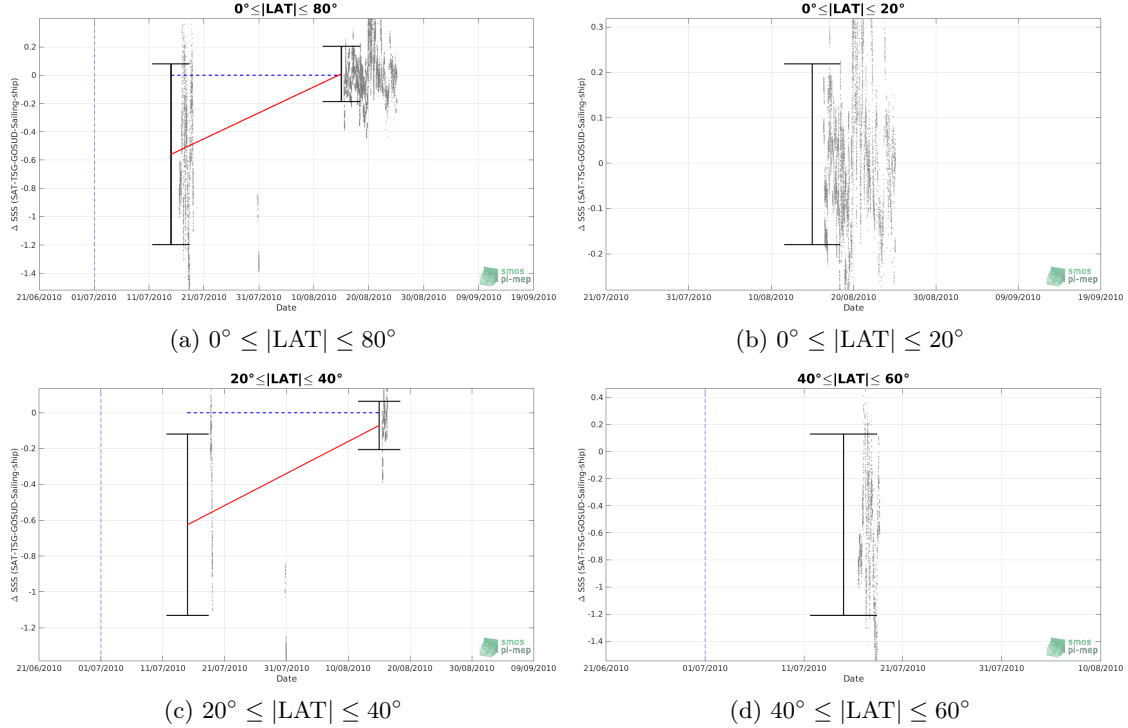 0°≤|LAT|≤ 80°
Δ SSS (SAT-TSG-GOSUD-Sailing-ship)
0.2
0
-0.2
-0.4
-0.6
-0.8
-1
-1.2
-1.4
21/06/2010 01/07/2010 11/07/2010 21/07/2010 31/07/2010 10/08/2010 20/08/2010 30/08/2010 09/09/2010 19/09/2010
Date
smos
pi-mep
(a) 0° ≤ |LAT| ≤ 80°
0°≤|LAT|≤ 20°
Δ SSS (SAT-TSG-GOSUD-Sailing-ship)
0.3
0.2
0.1
0
-0.1
-0.2
21/07/2010 31/07/2010 10/08/2010 20/08/2010 30/08/2010 09/09/2010 19/09/2010
Date
smos
pi-mep
(b) 0° ≤ |LAT| ≤ 20°
20°≤|LAT|≤ 40°
Δ SSS (SAT-TSG-GOSUD-Sailing-ship)
0
-0.2
-0.4
-0.6
-0.8
-1
-1.2
21/06/2010 01/07/2010 11/07/2010 21/07/2010 31/07/2010 10/08/2010 20/08/2010 30/08/2010 09/09/2010
Date
smos
pi-mep
(c) 20° ≤ |LAT| ≤ 40°
40°≤|LAT|≤ 60°
Δ SSS (SAT-TSG-GOSUD-Sailing-ship)
0.4
0.2
0
-0.2
-0.4
-0.6
-0.8
-1
-1.2
-1.4
21/06/2010 01/07/2010 11/07/2010 21/07/2010 31/07/2010 10/08/2010
Date
smos
pi-mep
(d) 40° ≤ |LAT| ≤ 60°